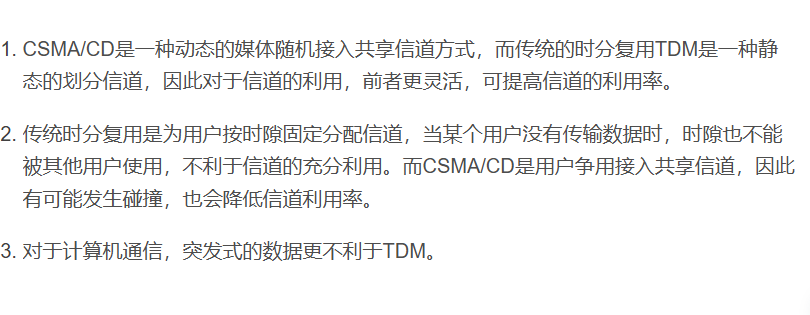 1. CSMA/CD是一种动态的媒体随机接入共享信道方式，而传统的时分复用TDM是一种静
态的划分信道，因此对于信道的利用，前者更灵活，可提高信道的利用率。
2. 传统时分复用是为用户按时隙固定分配信道，当某个用户没有传输数据时，时隙也不能
被其他用户使用，不利于信道的充分利用。而CSMA/CD是用户争用接入共享信道，因此
有可能发生碰撞，也会降低信道利用率。
3. 对于计算机通信，突发式的数据更不利于TDM。